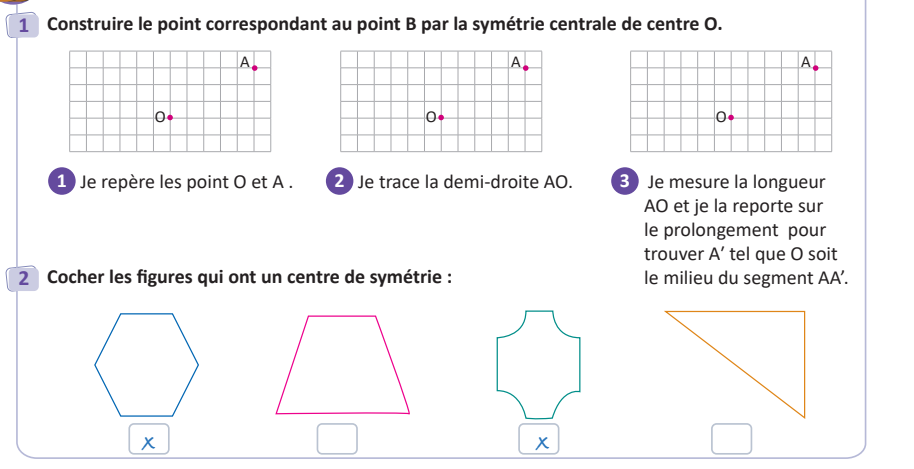 1 Construire le point correspondant au point B par la symétrie centrale de centre O.
A A A
O O O
1 Je repère les point O et A .
2 Je trace la demi-droite AO.
3 Je mesure la longueur
AO et je la reporte sur
le prolongement pour
trouver A’ tel que O soit
le milieu du segment AA’.
2 Cocher les figures qui ont un centre de symétrie :
x x